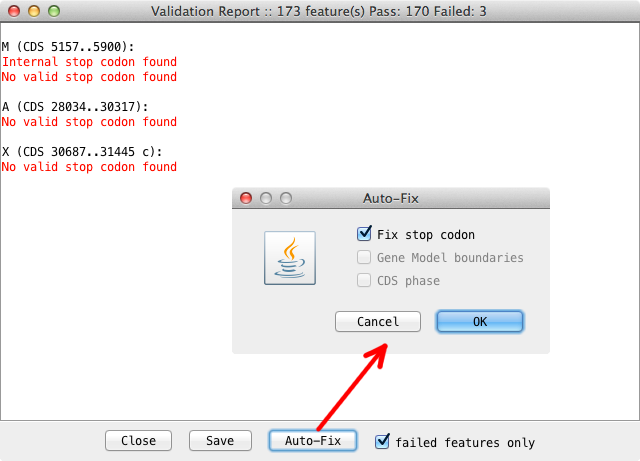 Validation Report :: 173 feature(s) Pass: 170 Failed: 3
M (CDS 5157..5900):
Internal stop codon found
No valid stop codon found
A (CDS 28034..30317):
No valid stop codon found
X (CDS 30687..31445 c):
No valid stop codon found
Auto-Fix
Fix stop codon
Gene Model boundaries
CDS phase
Cancel OK
Close Save Auto-Fix failed features only